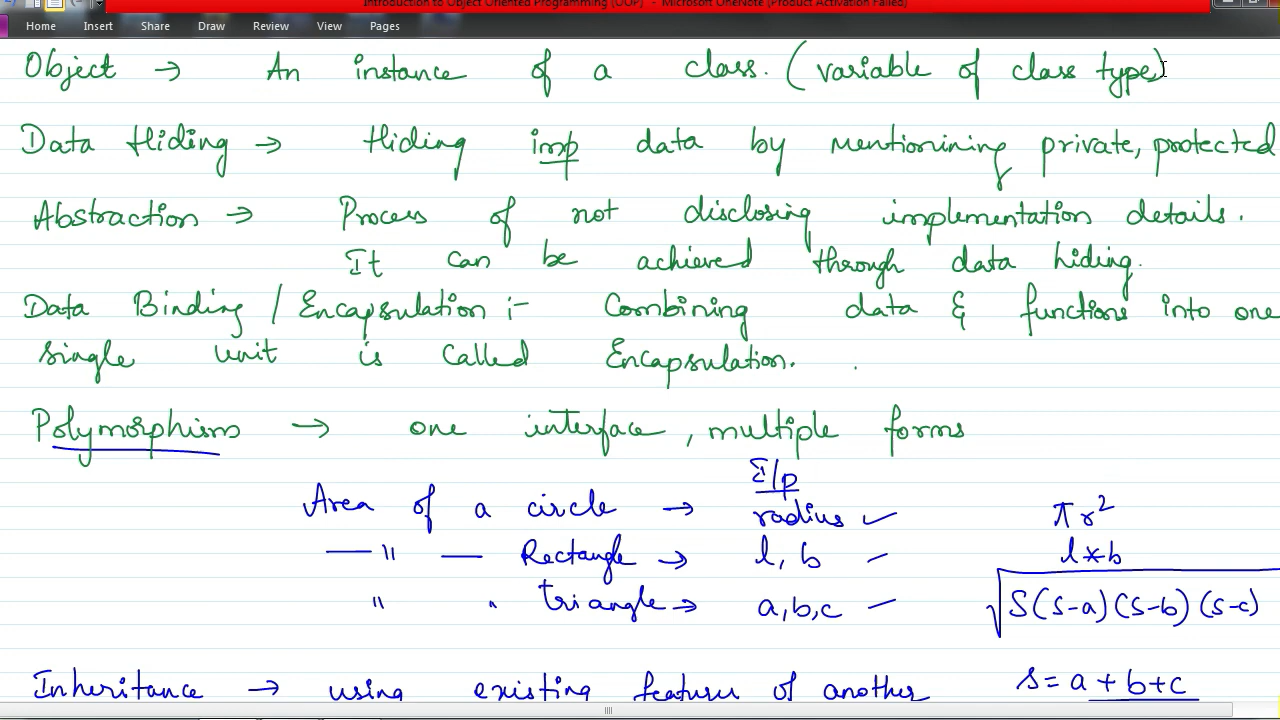 Introduction to Object Oriented Programming (OOP) - Microsoft OneNote (Product Activation Failed)
Home Insert Share Draw Review View Pages
Object → An instance of a class. (variable of class type)
Data Hiding → Hiding imp data by mentionining private, protected
Abstraction → Process of not disclosing implementation details.
It can be achieved through data hiding.
Data Binding / Encapsulation :- Combining data & functions into one
single unit is called Encapsulation.
Polymorphism → one interface, multiple forms
I/p
Area of a circle → radius ✓ πr²
— " — Rectangle → l, b – l*b
" " triangle → a,b,c – √S(s-a)(s-b)(s-c)
Inheritance → using existing feature of another s = a+b+c